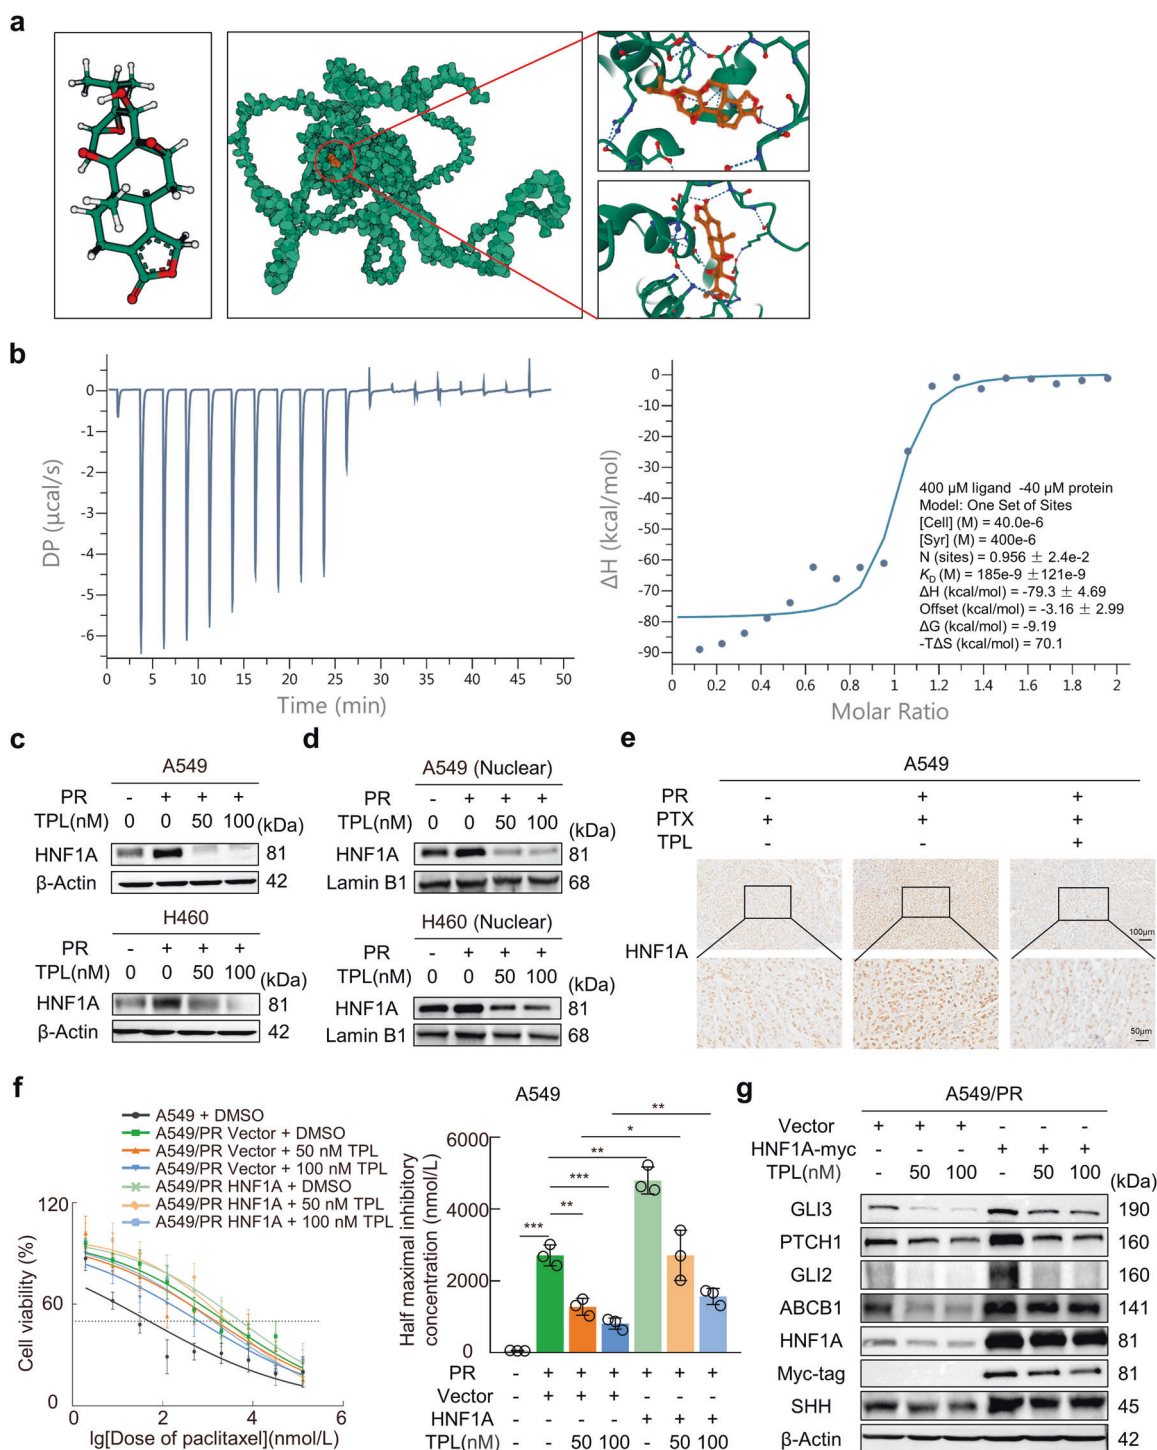 a
b
0
-1
-2
-3
-4
-5
-6
DP (µcal/s)
0 5 10 15 20 25 30 35 40 45 50
Time (min)
0
-10
-20
-30
-40
-50
-60
-70
-80
-90
ΔH (kcal/mol)
400 µM ligand -40 µM protein
Model: One Set of Sites
[Cell] (M) = 40.0e-6
[Syr] (M) = 400e-6
N (sites) = 0.956 ± 2.4e-2
KD (M) = 185e-9 ±121e-9
ΔH (kcal/mol) = -79.3 ± 4.69
Offset (kcal/mol) = -3.16 ± 2.99
ΔG (kcal/mol) = -9.19
-TΔS (kcal/mol) = 70.1
0 0.2 0.4 0.6 0.8 1 1.2 1.4 1.6 1.8 2
Molar Ratio
c
A549
PR - + + +
TPL(nM) 0 0 50 100 (kDa)
HNF1A 81
β-Actin 42
H460
PR - + + +
TPL(nM) 0 0 50 100 (kDa)
HNF1A 81
β-Actin 42
d
A549 (Nuclear)
PR - + + +
TPL(nM) 0 0 50 100 (kDa)
HNF1A 81
Lamin B1 68
H460 (Nuclear)
PR - + + +
TPL(nM) 0 0 50 100 (kDa)
HNF1A 81
Lamin B1 68
e
A549
PR - + +
PTX + + +
TPL - - +
100µm
HNF1A
50µm
f
A549 + DMSO
A549/PR Vector + DMSO
A549/PR Vector + 50 nM TPL
A549/PR Vector + 100 nM TPL
A549/PR HNF1A + DMSO
A549/PR HNF1A + 50 nM TPL
A549/PR HNF1A + 100 nM TPL
120
60
0
Cell viability (%)
0 2 4 6
lg[Dose of paclitaxel](nmol/L)
A549
6000
4000
2000
0
Half maximal inhibitory
concentration (nmol/L)
**
*
**
***
*** **
PR - + + + + + +
Vector - + + + - - -
HNF1A - - - - + + +
TPL(nM) - - 50 100 - 50 100
g
A549/PR
Vector + + + - - -
HNF1A-myc - - - + + +
TPL(nM) - 50 100 - 50 100 (kDa)
GLI3 190
PTCH1 160
GLI2 160
ABCB1 141
HNF1A 81
Myc-tag 81
SHH 45
β-Actin 42